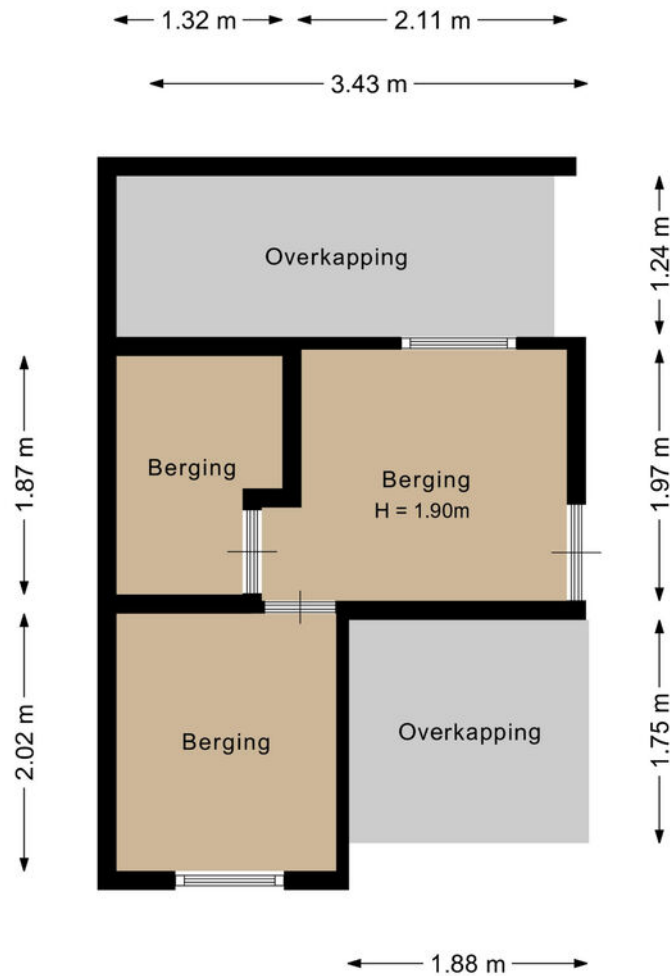 1.32 m
2.11 m
3.43 m
Overkapping
1.24 m
Berging
1.87 m
Berging
H = 1.90m
1.97 m
Berging
2.02 m
Overkapping
1.75 m
1.88 m